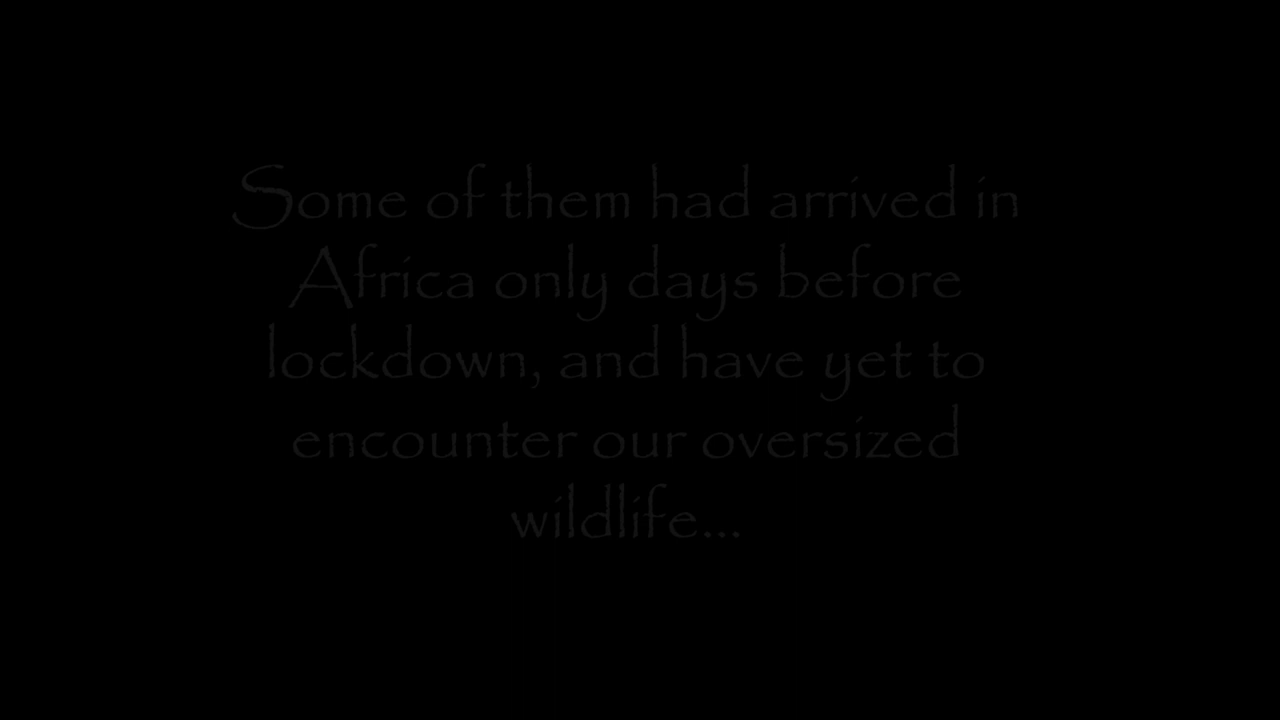 Some of them had arrived in
Africa only days before
lockdown, and have yet to
encounter our oversized
wildlife...